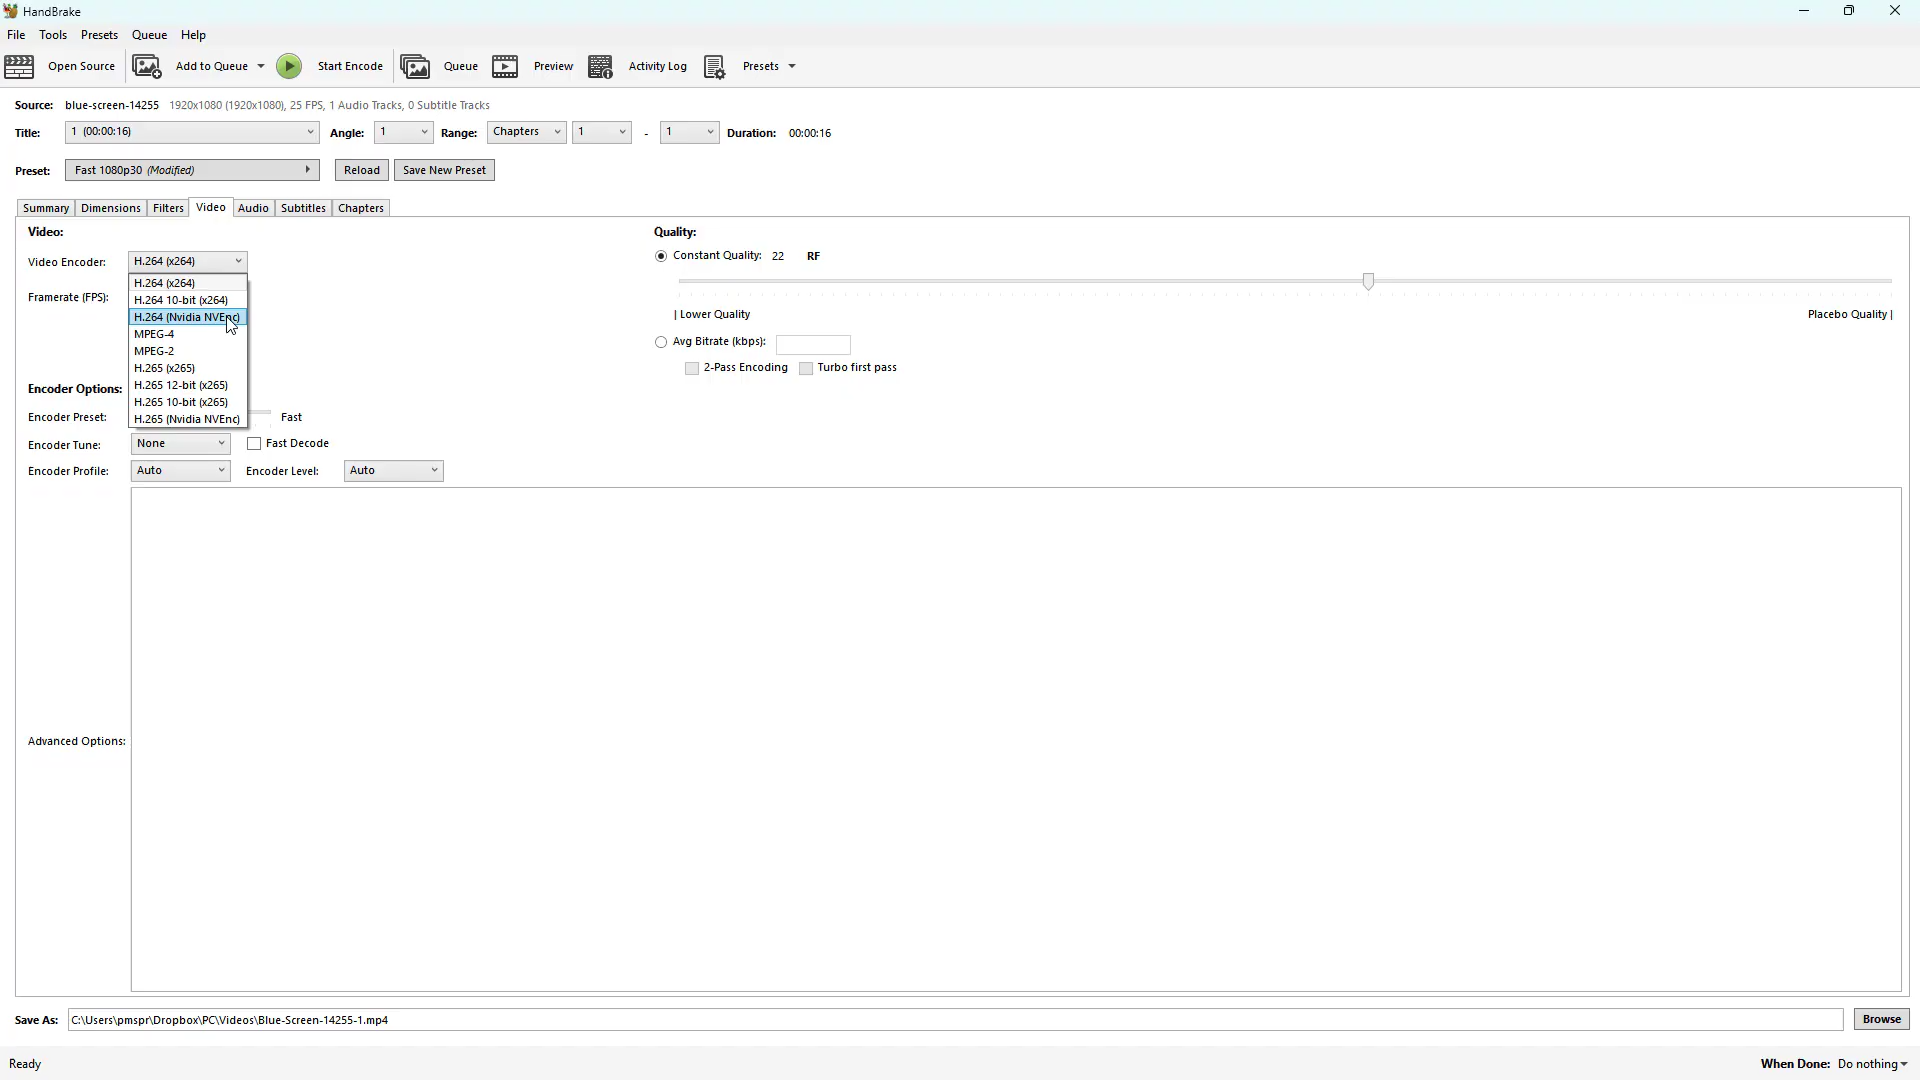 HandBrake
File Tools Presets Queue Help
Open Source Add to Queue Start Encode Queue Preview Activity Log Presets
Source: blue-screen-14255 1920x1080 (1920x1080), 25 FPS, 1 Audio Tracks, 0 Subtitle Tracks
Title: 1 (00:00:16) Angle: 1 Range: Chapters 1 - 1 Duration: 00:00:16
Preset: Fast 1080p30 (Modified) Reload Save New Preset
Summary Dimensions Filters Video Audio Subtitles Chapters
Video:
Video Encoder: H.264 (x264)
H.264 (x264)
Framerate (FPS): H.264 10-bit (x264)
H.264 (Nvidia NVEnc)
MPEG-4
MPEG-2
H.265 (x265)
H.265 12-bit (x265)
Encoder Options:
H.265 10-bit (x265)
H.265 (Nvidia NVEnc)
Encoder Preset: Fast
Encoder Tune: None Fast Decode
Encoder Profile: Auto Encoder Level: Auto
Advanced Options:
Quality:
Constant Quality: 22 RF
| Lower Quality Placebo Quality |
Avg Bitrate (kbps):
2-Pass Encoding Turbo first pass
Save As: C:\Users\pmspr\Dropbox\PC\Videos\Blue-Screen-14255-1.mp4 Browse
Ready When Done: Do nothing